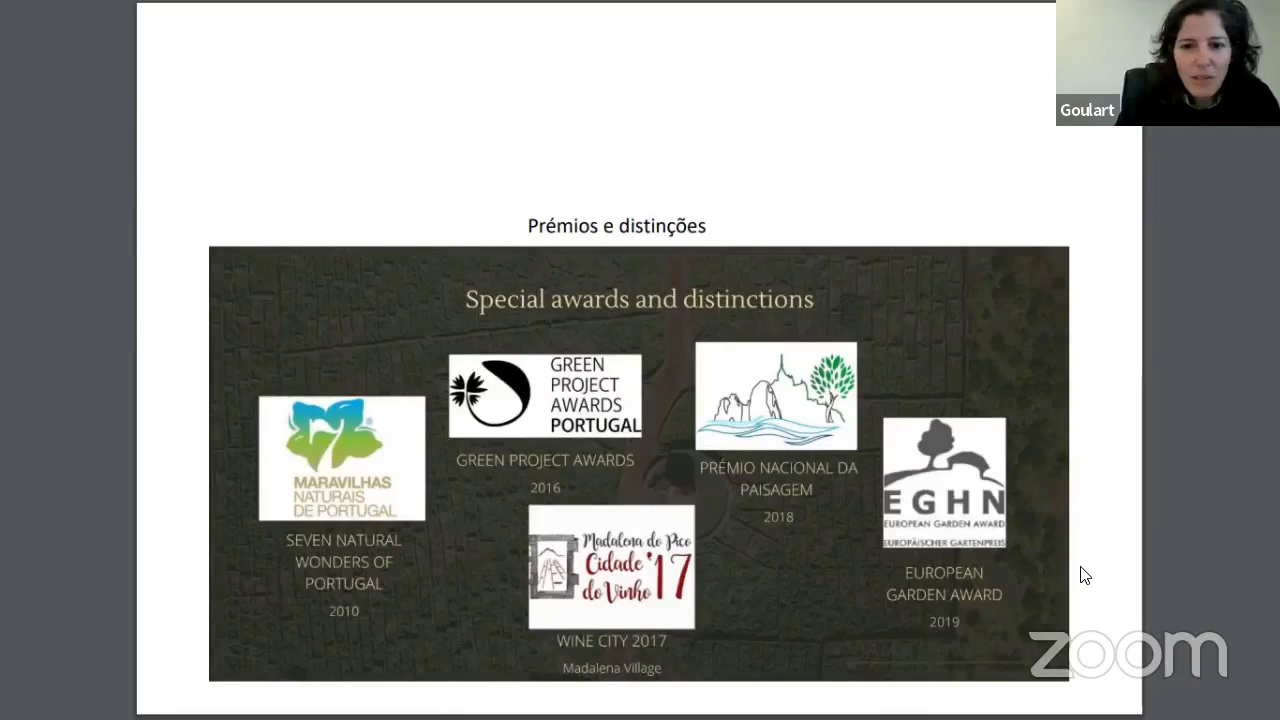 Goulart
Prémios e distinções
Special awards and distinctions
7
MARAVILHAS
NATURAIS
DE PORTUGAL
SEVEN NATURAL
WONDERS OF
PORTUGAL
2010
GREEN
PROJECT
AWARDS
PORTUGAL
GREEN PROJECT AWARDS
2016
Madalena do Pico
Cidade '17
do Vinho
WINE CITY 2017
Madalena Village
PRÉMIO NACIONAL DA
PAISAGEM
2018
EGHN
EUROPEAN GARDEN AWARD
EUROPÄISCHER GARTENPREIS
EUROPEAN
GARDEN AWARD
2019
zoom